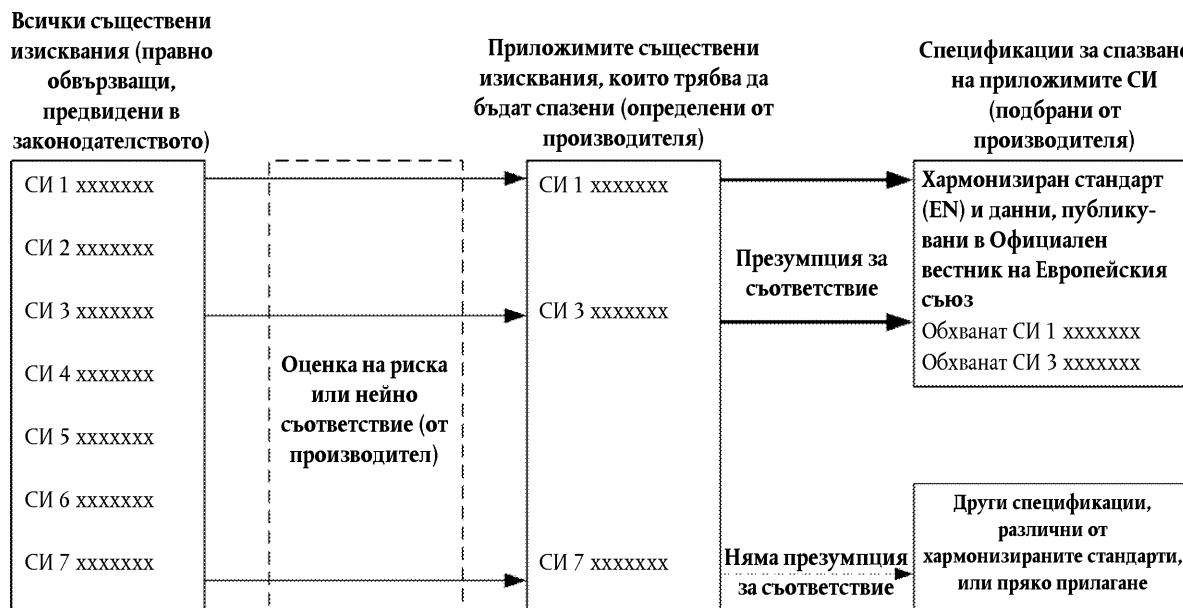 Всички съществени
изисквания (правно
обвързващи,
предвидени в
законодателството)
СИ 1 xxxxxxx
СИ 2 xxxxxxx
СИ 3 xxxxxxx
СИ 4 xxxxxxx
СИ 5 xxxxxxx
СИ 6 xxxxxxx
СИ 7 xxxxxxx
Оценка на риска
или нейно
съответствие (от
производител)
Приложимите съществени
изисквания, които трябва да
бъдат спазени (определени от
производителя)
СИ 1 xxxxxxx
СИ 3 xxxxxxx
СИ 7 xxxxxxx
Презумпция за
съответствие
Няма презумпция
за съответствие
Спецификации за спазване
на приложимите СИ
(подбрани от
производителя)
Хармонизиран стандарт
(EN) и данни, публику-
вани в Официален
вестник на Европейския
съюз
Обхванат СИ 1 xxxxxxx
Обхванат СИ 3 xxxxxxx
Други спецификации,
различни от
хармонизираните стандарти,
или пряко прилагане